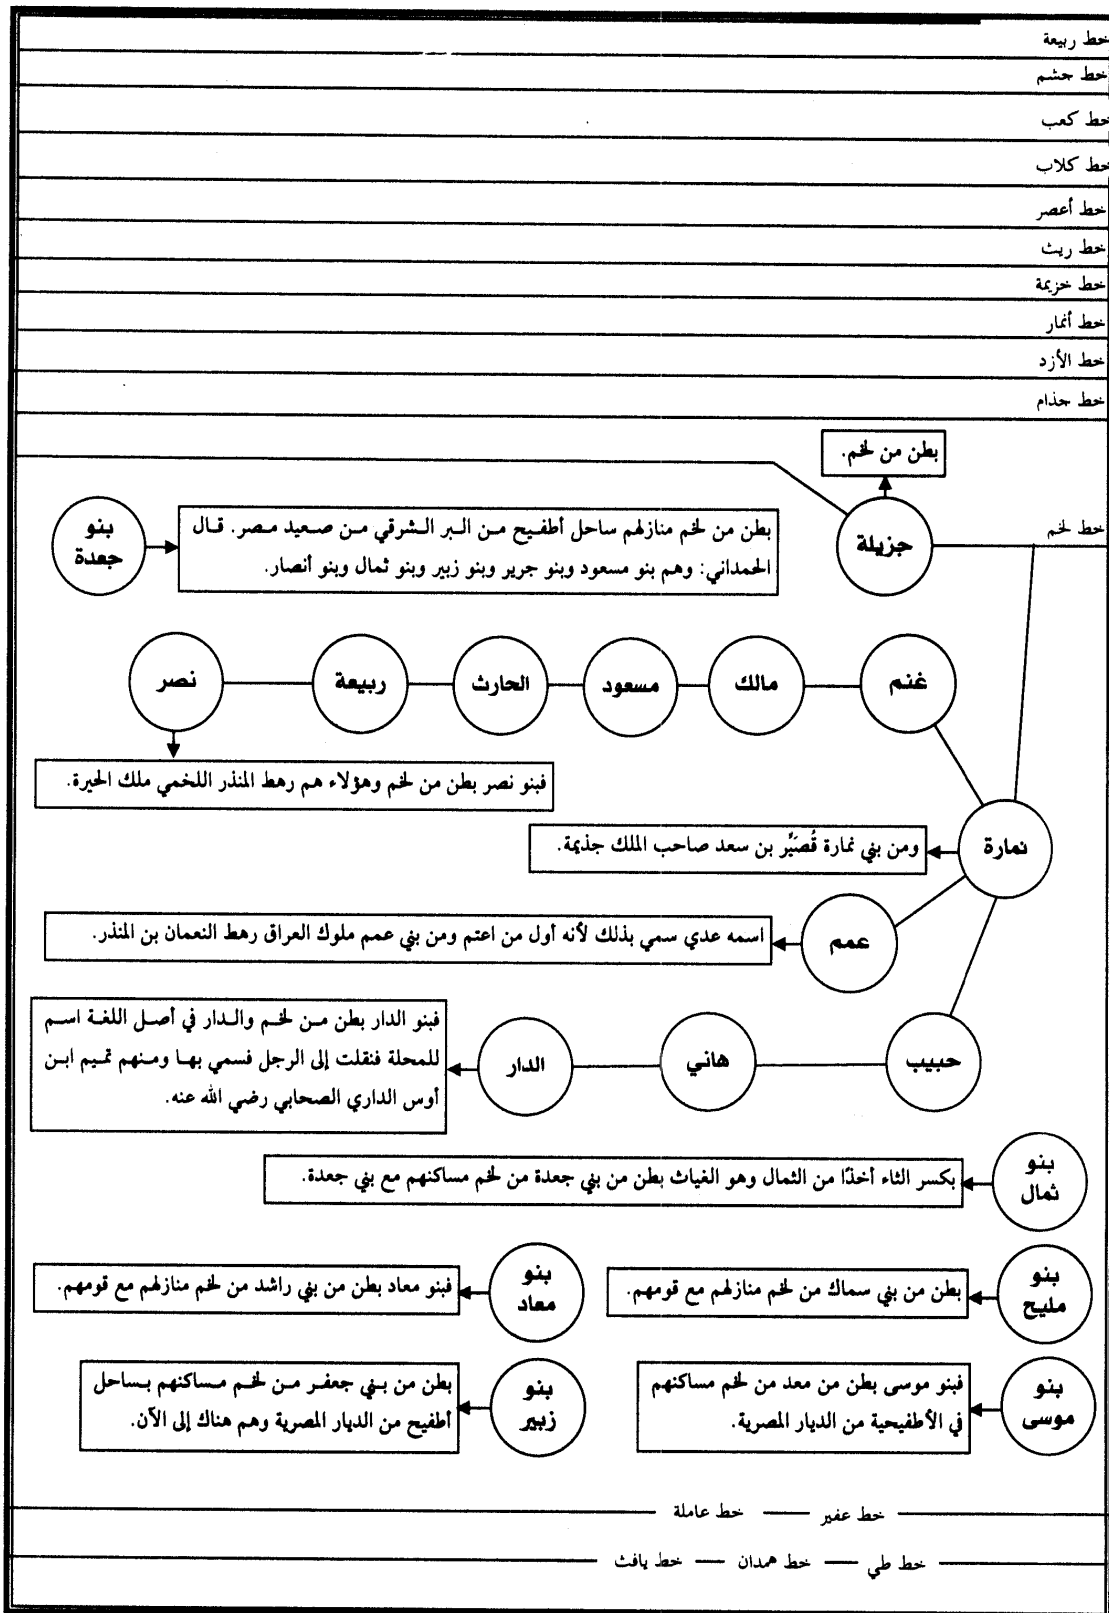 خط ربيعة
خط جشم
خط كعب
خط كلاب
خط أعصر
خط ريث
خط خزيمة
خط أنمار
خط الأزد
خط جذام
بطن من لخم.
خط لخم
جزيلة
بطن من لخم منازلهم ساحل أطفيح من البر الشرقي من صعيد مصر. قال
الحمداني: وهم بنو مسعود وبنو جرير وبنو زبير وبنو ثمال وبنو أنصار.
بنو
جعدة
غنم
مالك
مسعود
الحارث
ربيعة
نصر
فبنو نصر بطن من لخم وهؤلاء هم رهط المنذر اللخمي ملك الحيرة.
نمارة
ومن بني نمارة قُصَيِّر بن سعد صاحب الملك جذيمة.
عمم
اسمه عدي سمي بذلك لأنه أول من اعتم ومن بني عمم ملوك العراق رهط النعمان بن المنذر.
حبيب
هاني
الدار
فبنو الدار بطن من لخم والدار في أصل اللغة اسم
للمحلة فنقلت إلى الرجل فسمي بها ومنهم تميم ابن
أوس الداري الصحابي رضي الله عنه.
بنو
ثمال
بكسر الثاء أخذًا من الثمال وهو الغياث بطن من بني جعدة من لخم مساكنهم مع بني جعدة.
بنو
مليح
بطن من بني سماك من لخم منازلهم مع قومهم.
بنو
معاد
فبنو معاد بطن من بني راشد من لخم منازلهم مع قومهم.
بنو
موسى
فبنو موسى بطن من معد من لخم مساكنهم
في الأطفيحية من الديار المصرية.
بنو
زبير
بطن من بني جعفر من لخم مساكنهم بساحل
أطفيح من الديار المصرية وهم هناك إلى الآن.
خط عفير — خط عاملة
خط طي — خط همدان — خط يافث